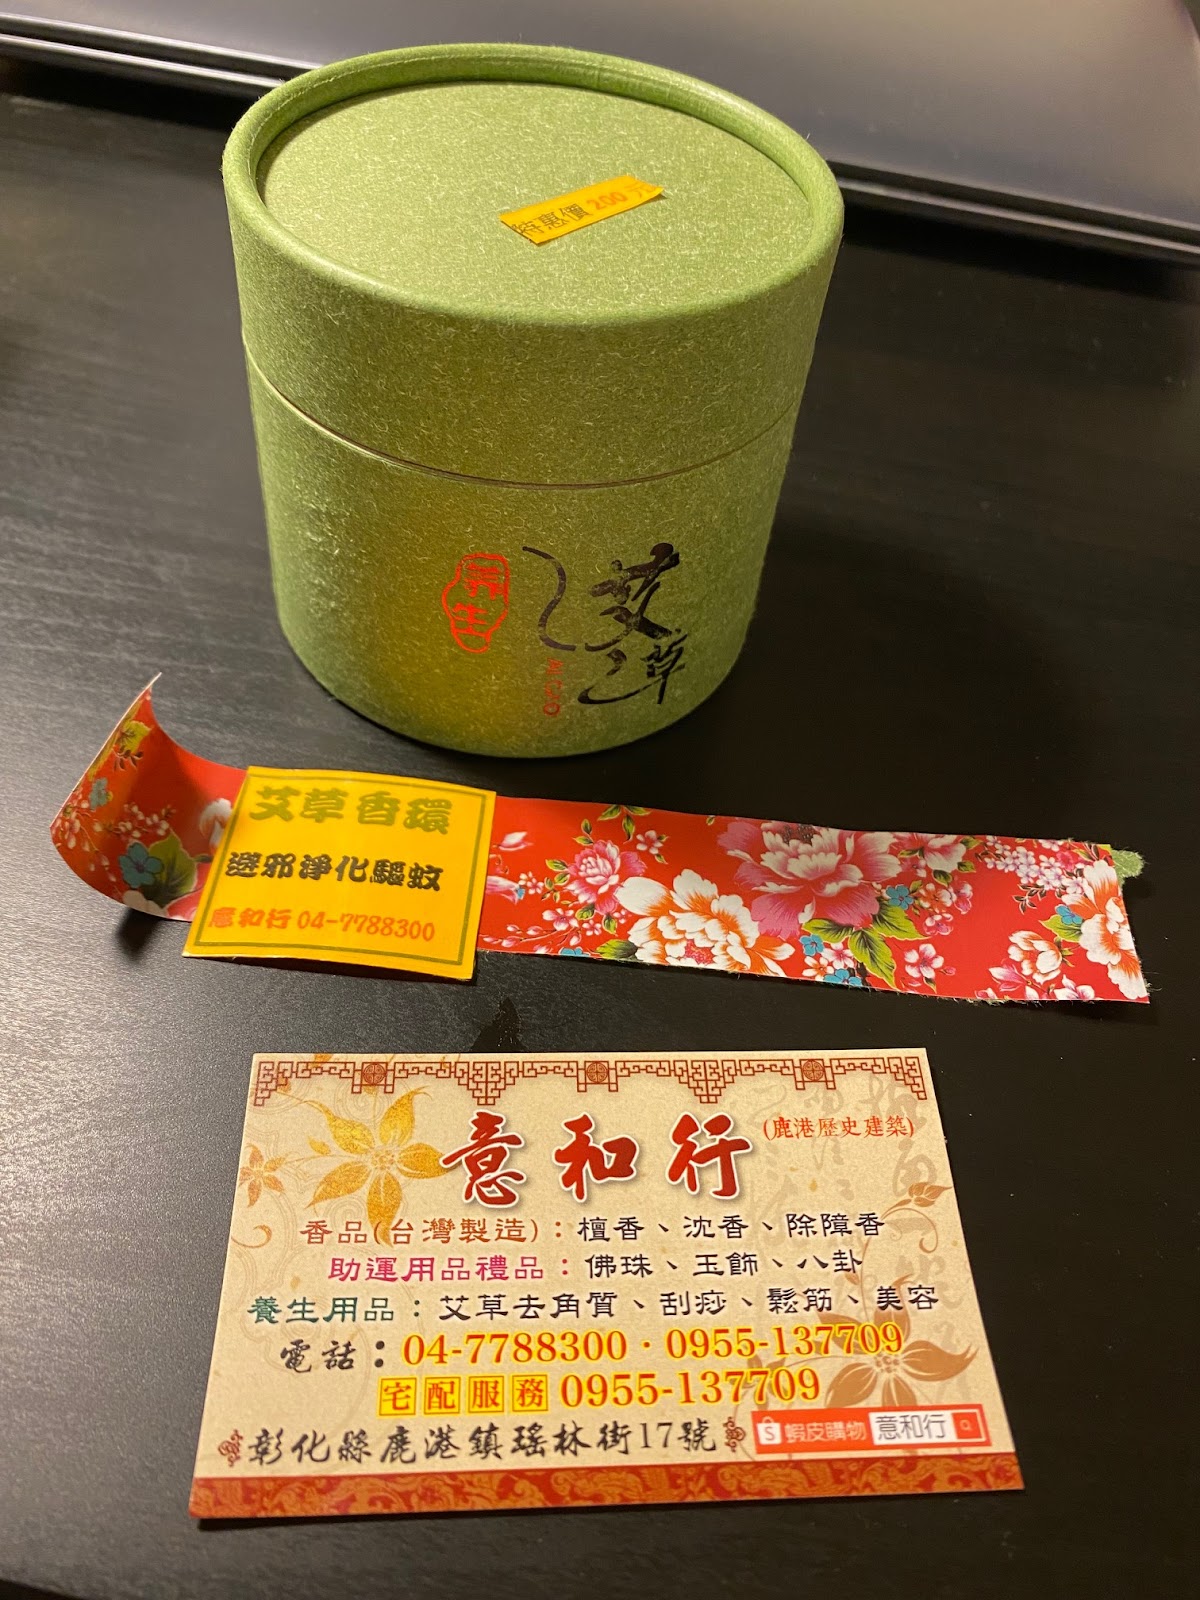 特惠價 200 元
養生
艾草
艾草香環
避邪淨化驅蚊
意和行 04-7788300
意和行 (鹿港歷史建築)
香品(台灣製造)：檀香、沈香、除障香
助運用品禮品：佛珠、玉飾、八卦
養生用品：艾草去角質、刮痧、鬆筋、美容
電話：04-7788300·0955-137709
宅配服務 0955-137709
彰化縣鹿港鎮瑤林街17號
蝦皮購物 意和行